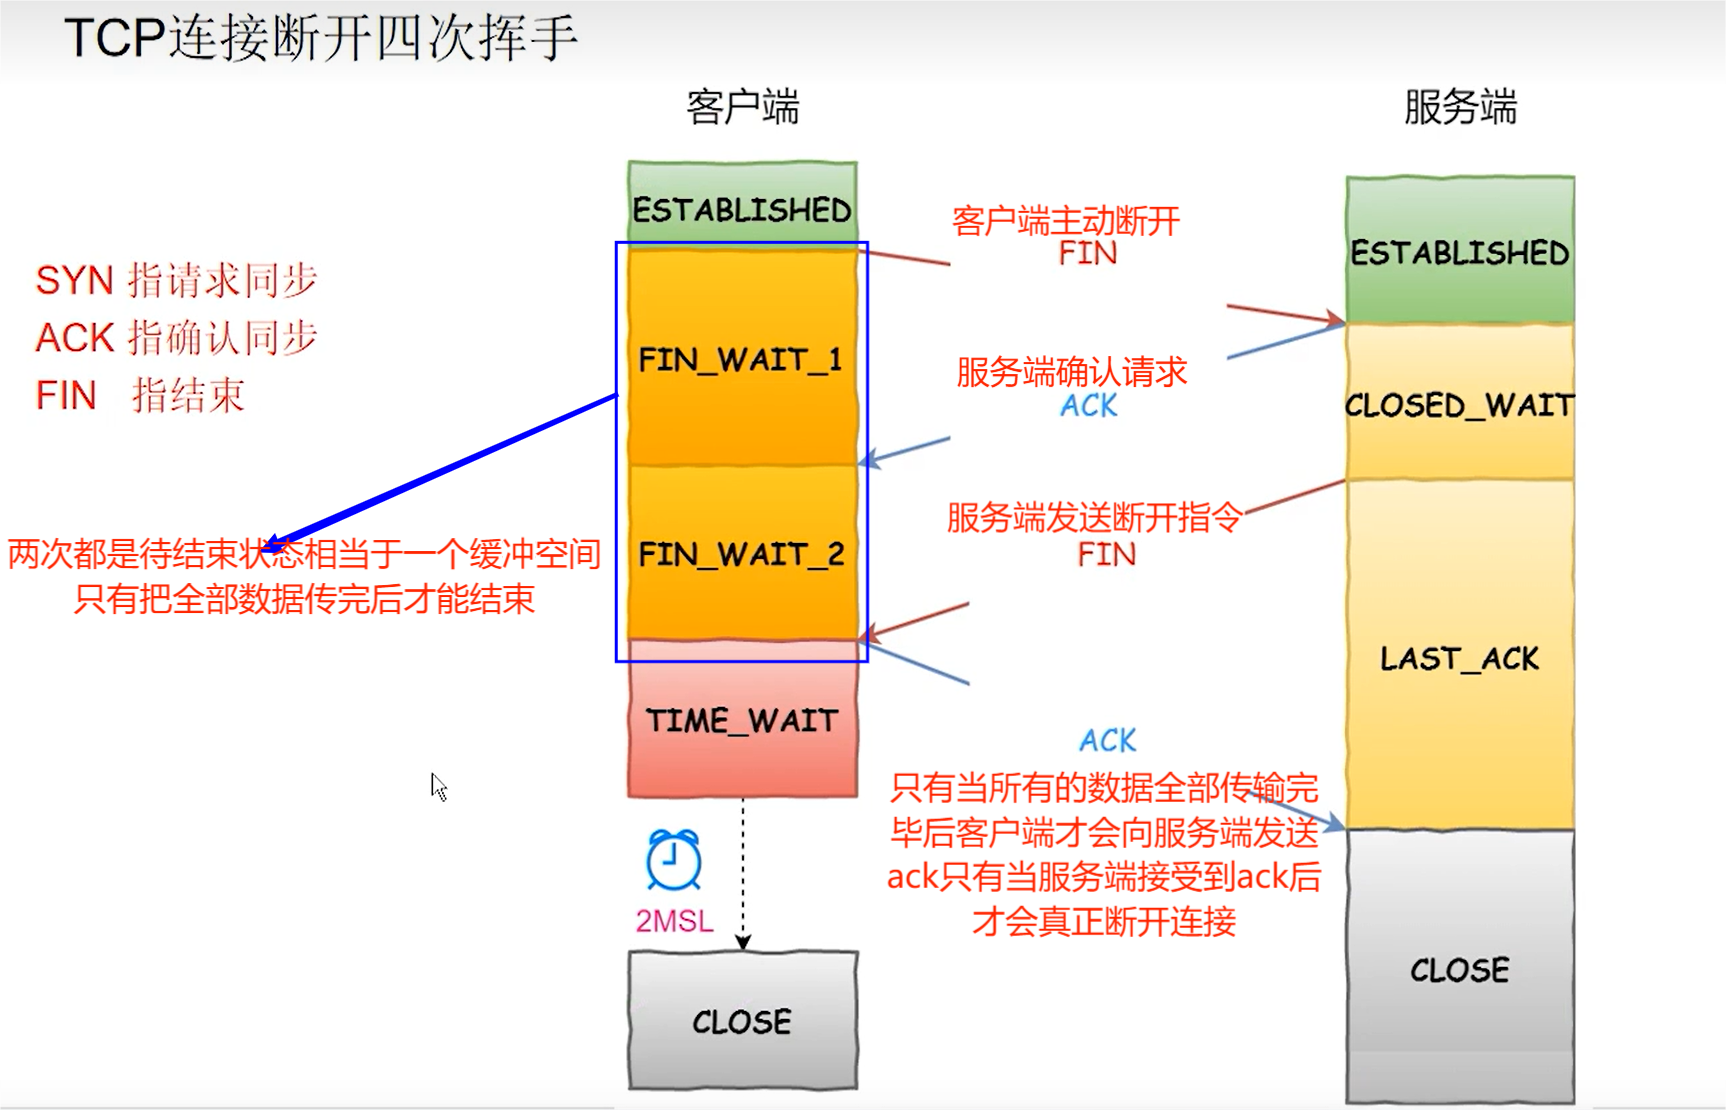 TCP连接断开四次挥手
客户端
服务端
SYN 指请求同步
ACK 指确认同步
FIN 指结束
两次都是待结束状态相当于一个缓冲空间
只有把全部数据传完后才能结束
ESTABLISHED
FIN_WAIT_1
FIN_WAIT_2
TIME_WAIT
2MSL
CLOSE
客户端主动断开
FIN
服务端确认请求
ACK
服务端发送断开指令
FIN
ACK
只有当所有的数据全部传输完
毕后客户端才会向服务端发送
ack只有当服务端接受到ack后
才会真正断开连接
ESTABLISHED
CLOSED_WAIT
LAST_ACK
CLOSE